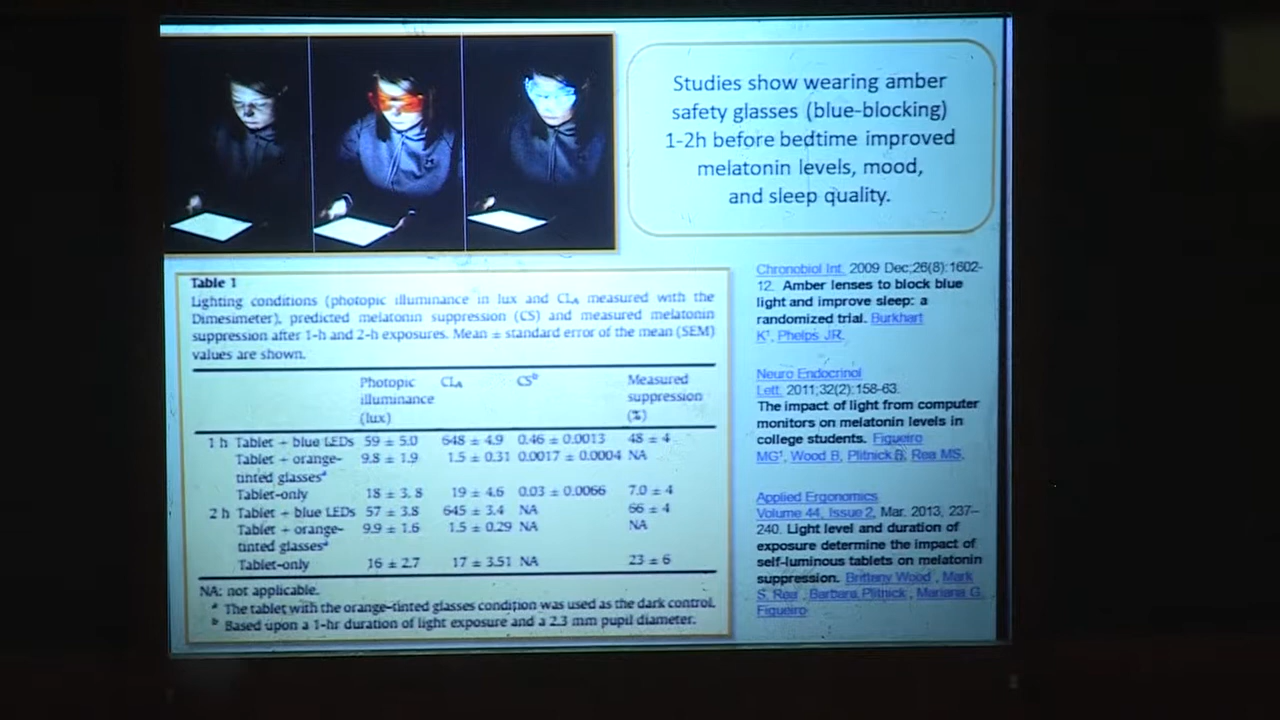 Studies show wearing amber
safety glasses (blue-blocking)
1-2h before bedtime improved
melatonin levels, mood,
and sleep quality.
Table 1
Lighting conditions (photopic illuminance in lux and CLA measured with the
Dimesimeter), predicted melatonin suppression (CS) and measured melatonin
suppression after 1-h and 2-h exposures. Mean ± standard error of the mean (SEM)
values are shown.
Photopic illuminance (lux) CLA CSb Measured suppression (%)
1 h Tablet + blue LEDs 59 ± 5.0 648 ± 4.9 0.46 ± 0.0013 48 ± 4
Tablet + orange- 9.8 ± 1.9 1.5 ± 0.31 0.0017 ± 0.0004 NA
tinted glassesa
Tablet-only 18 ± 3.8 19 ± 4.6 0.03 ± 0.0066 7.0 ± 4
2 h Tablet + blue LEDs 57 ± 3.8 645 ± 3.4 NA 66 ± 4
Tablet + orange- 9.9 ± 1.6 1.5 ± 0.29 NA NA
tinted glassesa
Tablet-only 16 ± 2.7 17 ± 3.51 NA 23 ± 6
NA: not applicable.
a The tablet with the orange-tinted glasses condition was used as the dark control.
b Based upon a 1-hr duration of light exposure and a 2.3 mm pupil diameter.
Chronobiol Int. 2009 Dec;26(8):1602-
12. Amber lenses to block blue
light and improve sleep: a
randomized trial. Burkhart
K1, Phelps JR.
Neuro Endocrinol
Lett. 2011;32(2):158-63.
The impact of light from computer
monitors on melatonin levels in
college students. Figueiro
MG1, Wood B, Plitnick B, Rea MS.
Applied Ergonomics
Volume 44, Issue 2, Mar. 2013, 237–
240. Light level and duration of
exposure determine the impact of
self-luminous tablets on melatonin
suppression. Brittany Wood, Mark
S. Rea, Barbara Plitnick, Mariana G.
Figueiro